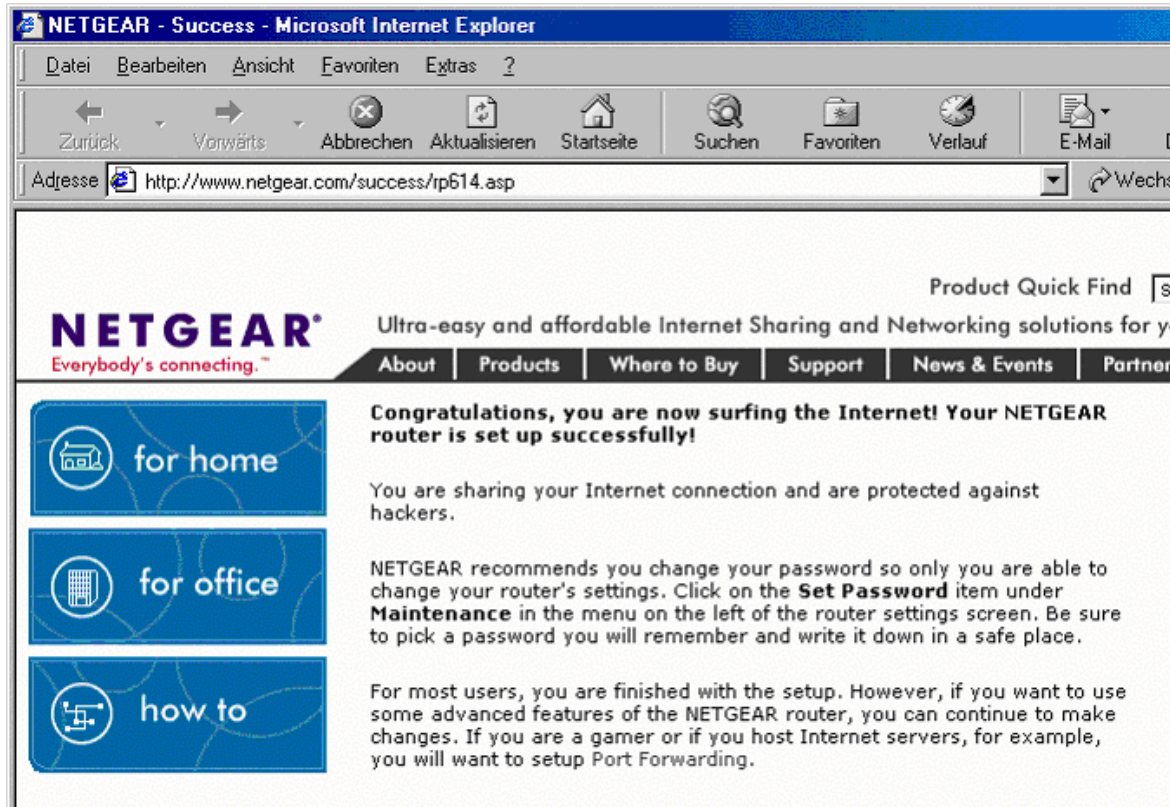 NETGEAR - Success - Microsoft Internet Explorer
Datei Bearbeiten Ansicht Favoriten Extras ?
Zurück Vorwärts Abbrechen Aktualisieren Startseite Suchen Favoriten Verlauf E-Mail
Adresse http://www.netgear.com/success/rp614.asp Wechs
Product Quick Find s
NETGEAR®
Everybody's connecting.™
Ultra-easy and affordable Internet Sharing and Networking solutions for y
About Products Where to Buy Support News & Events Partner
for home
for office
how to
Congratulations, you are now surfing the Internet! Your NETGEAR
router is set up successfully!
You are sharing your Internet connection and are protected against
hackers.
NETGEAR recommends you change your password so only you are able to
change your router's settings. Click on the Set Password item under
Maintenance in the menu on the left of the router settings screen. Be sure
to pick a password you will remember and write it down in a safe place.
For most users, you are finished with the setup. However, if you want to use
some advanced features of the NETGEAR router, you can continue to make
changes. If you are a gamer or if you host Internet servers, for example,
you will want to setup Port Forwarding.